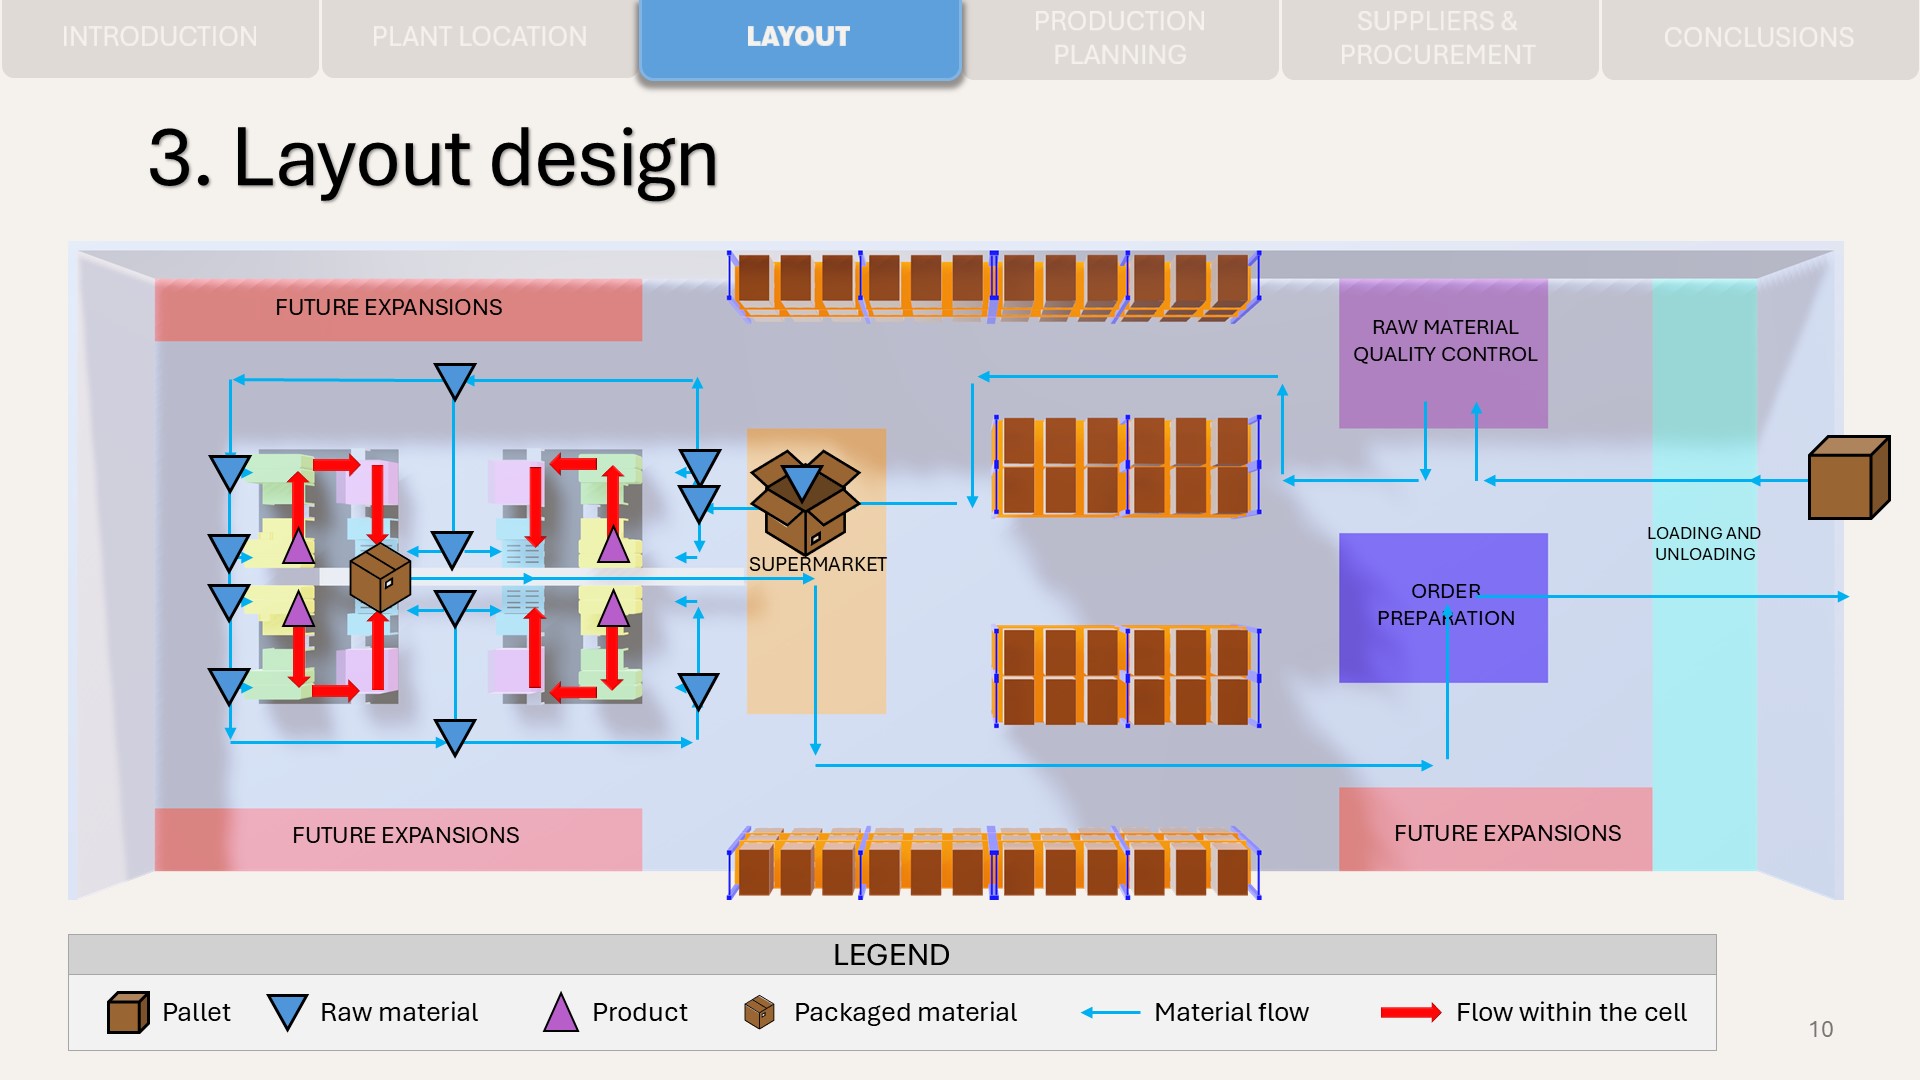 INTRODUCTION
PLANT LOCATION
LAYOUT
PRODUCTION
PLANNING
SUPPLIERS &
PROCUREMENT
CONCLUSIONS
3. Layout design
FUTURE EXPANSIONS
RAW MATERIAL
QUALITY CONTROL
LOADING AND
UNLOADING
SUPERMARKET
ORDER
PREPARATION
FUTURE EXPANSIONS
FUTURE EXPANSIONS
LEGEND
Pallet
Raw material
Product
Packaged material
Material flow
Flow within the cell
10